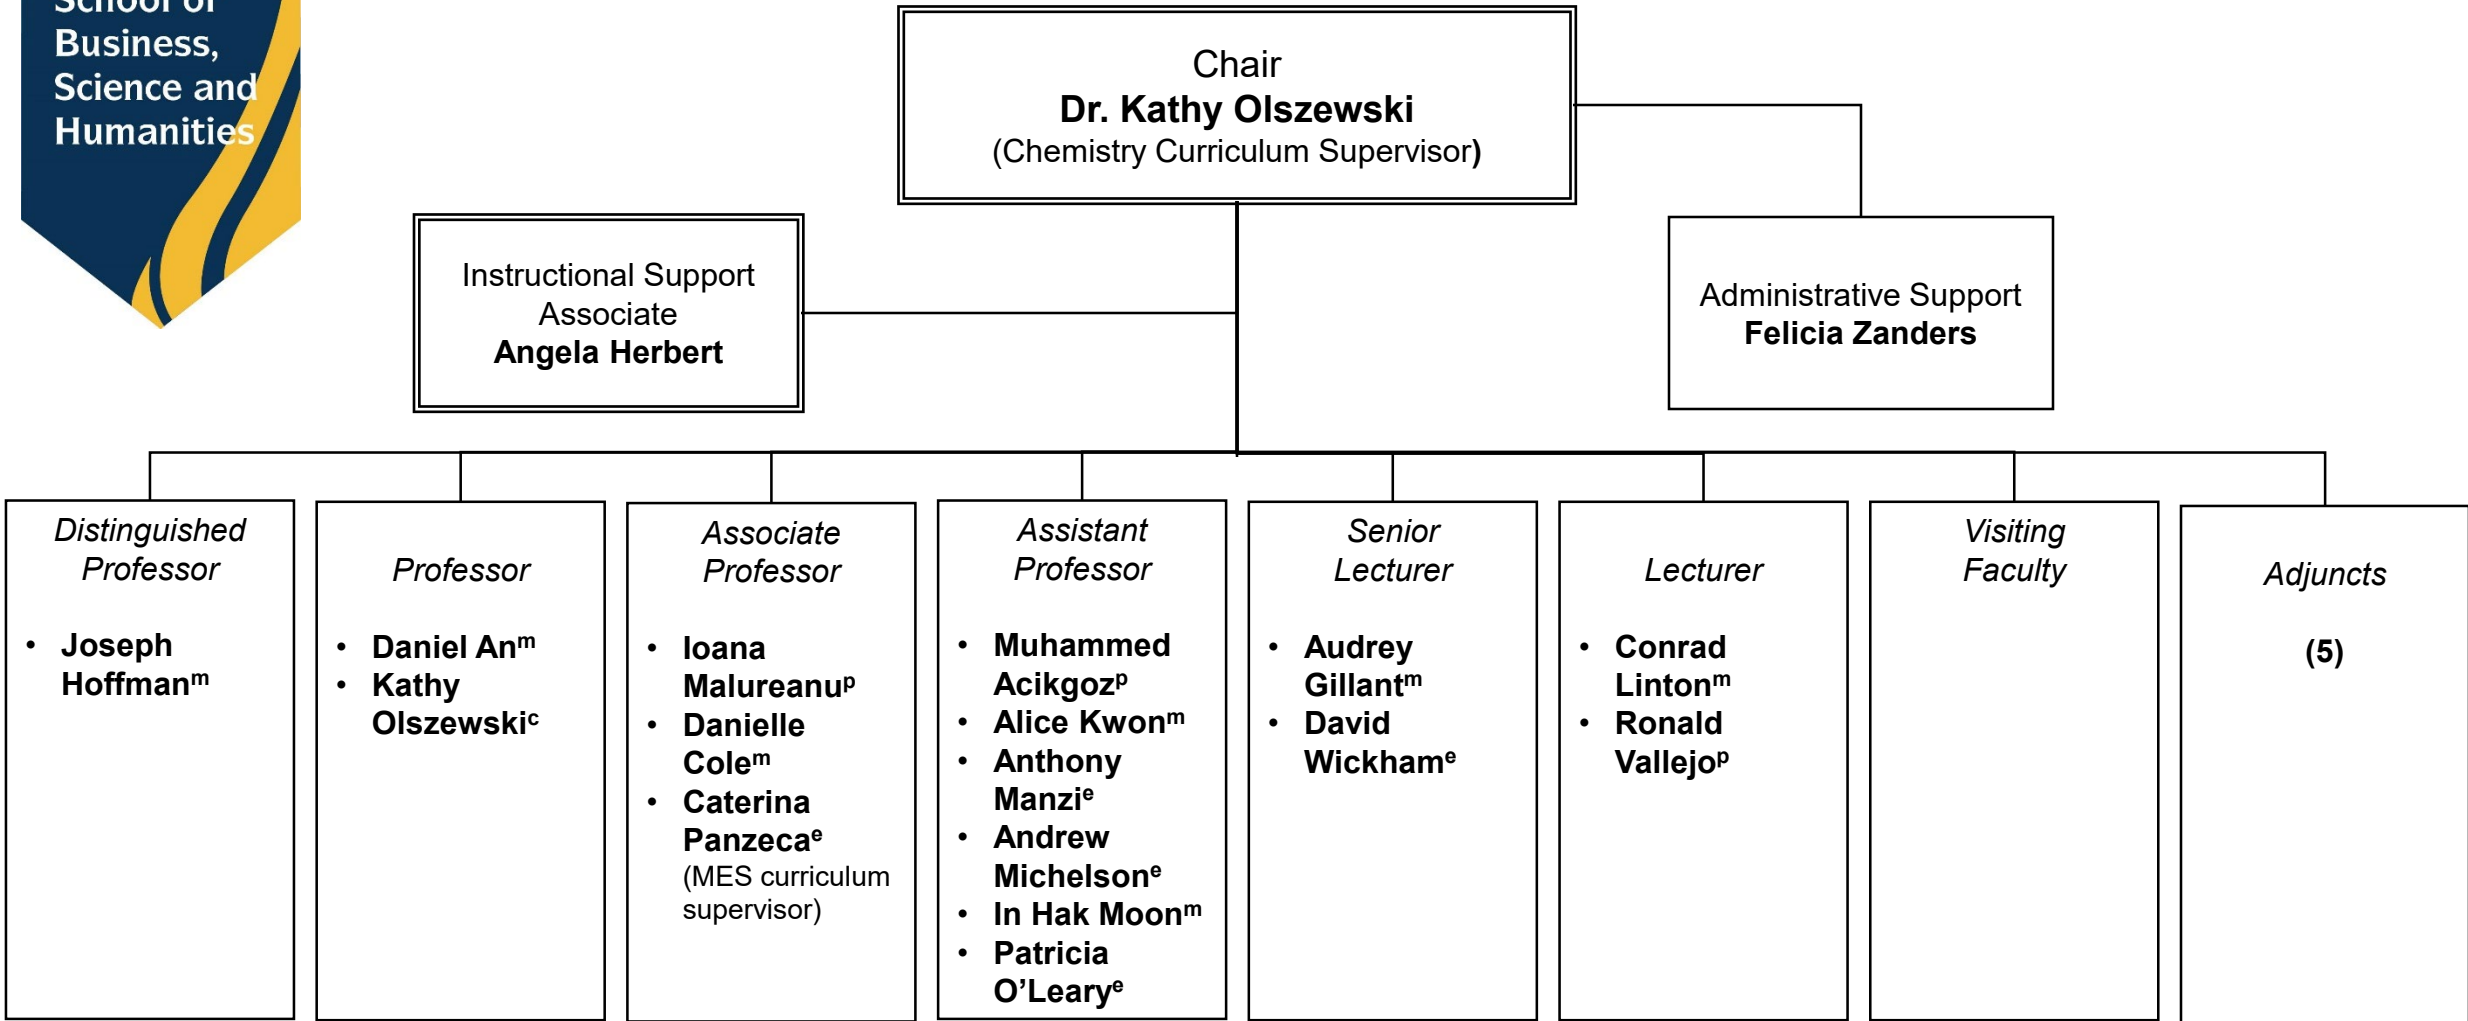 School of
Business,
Science and
Humanities
Chair
Dr. Kathy Olszewski
(Chemistry Curriculum Supervisor)
Instructional Support
Associate
Angela Herbert
Administrative Support
Felicia Zanders
Distinguished
Professor
• Joseph
Hoffmanᵐ
Professor
• Daniel Anᵐ
• Kathy
Olszewskiᶜ
Associate
Professor
• Ioana
Malureanuᵖ
• Danielle
Coleᵐ
• Caterina
Panzecaᵉ
(MES curriculum
supervisor)
Assistant
Professor
• Muhammed
Acikgozᵖ
• Alice Kwonᵐ
• Anthony
Manziᵉ
• Andrew
Michelsonᵉ
• In Hak Moonᵐ
• Patricia
O’Learyᵉ
Senior
Lecturer
• Audrey
Gillantᵐ
• David
Wickhamᵉ
Lecturer
• Conrad
Lintonᵐ
• Ronald
Vallejoᵖ
Visiting
Faculty
Adjuncts
(5)